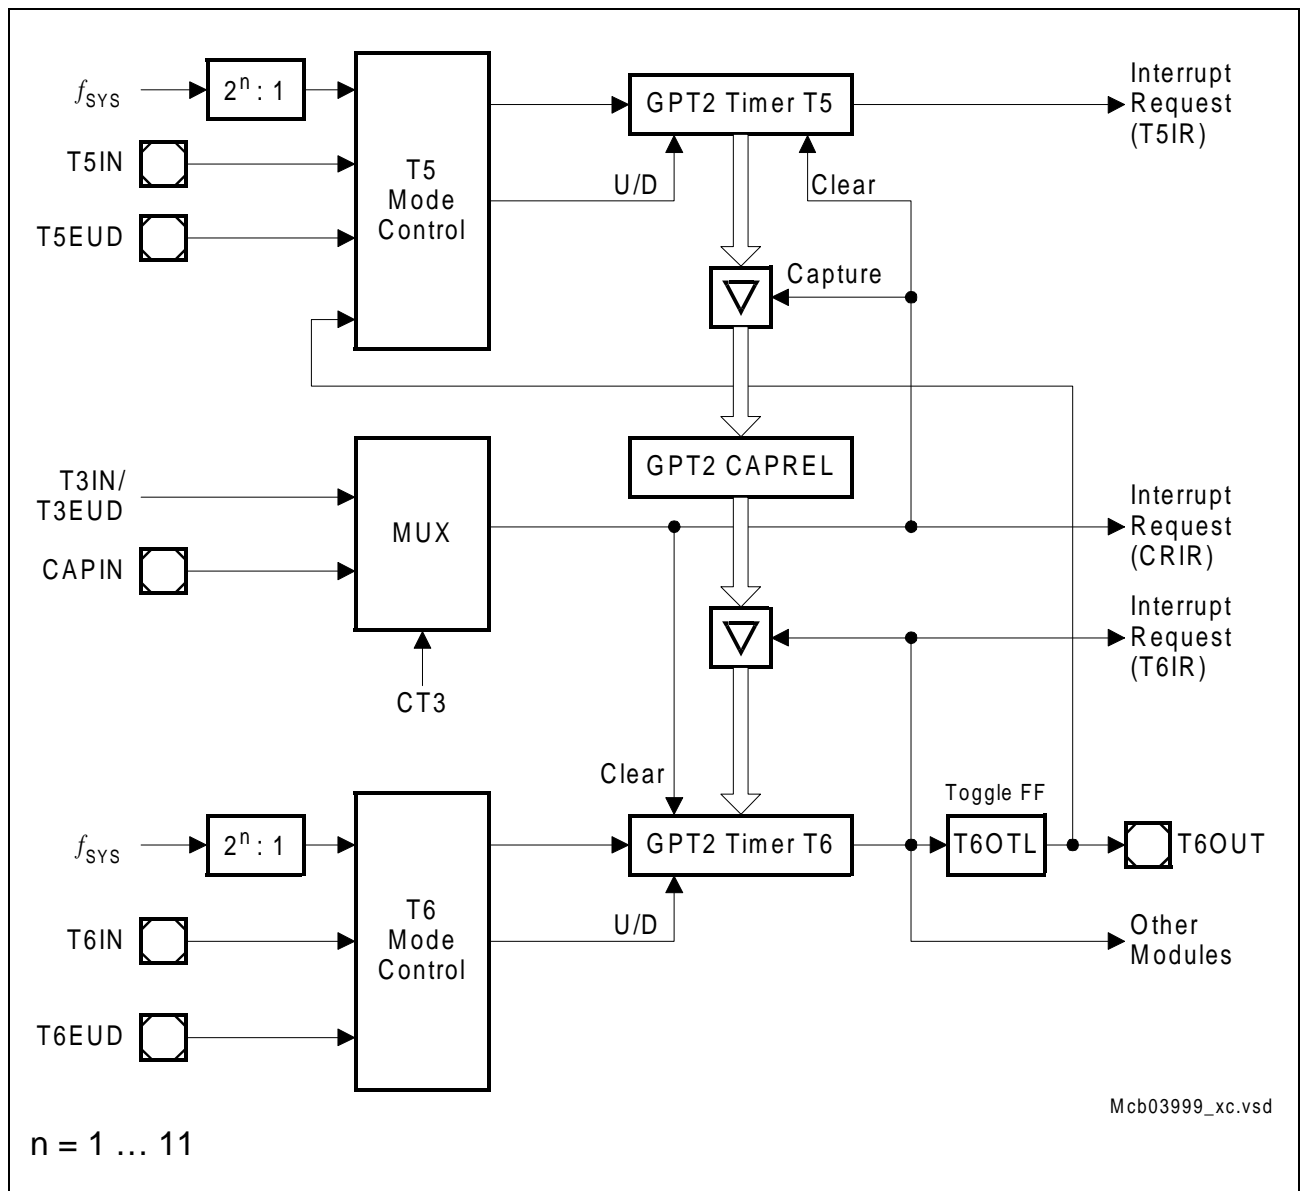 fSYS
2n : 1
T5IN
T5EUD
T5
Mode
Control
GPT2 Timer T5
U/D
Clear
Interrupt
Request
(T5IR)
Capture
T3IN/
T3EUD
CAPIN
MUX
CT3
GPT2 CAPREL
Interrupt
Request
(CRIR)
Interrupt
Request
(T6IR)
Clear
fSYS
2n : 1
T6IN
T6EUD
T6
Mode
Control
GPT2 Timer T6
U/D
Toggle FF
T6OTL
T6OUT
Other
Modules
Mcb03999_xc.vsd
n = 1 … 11